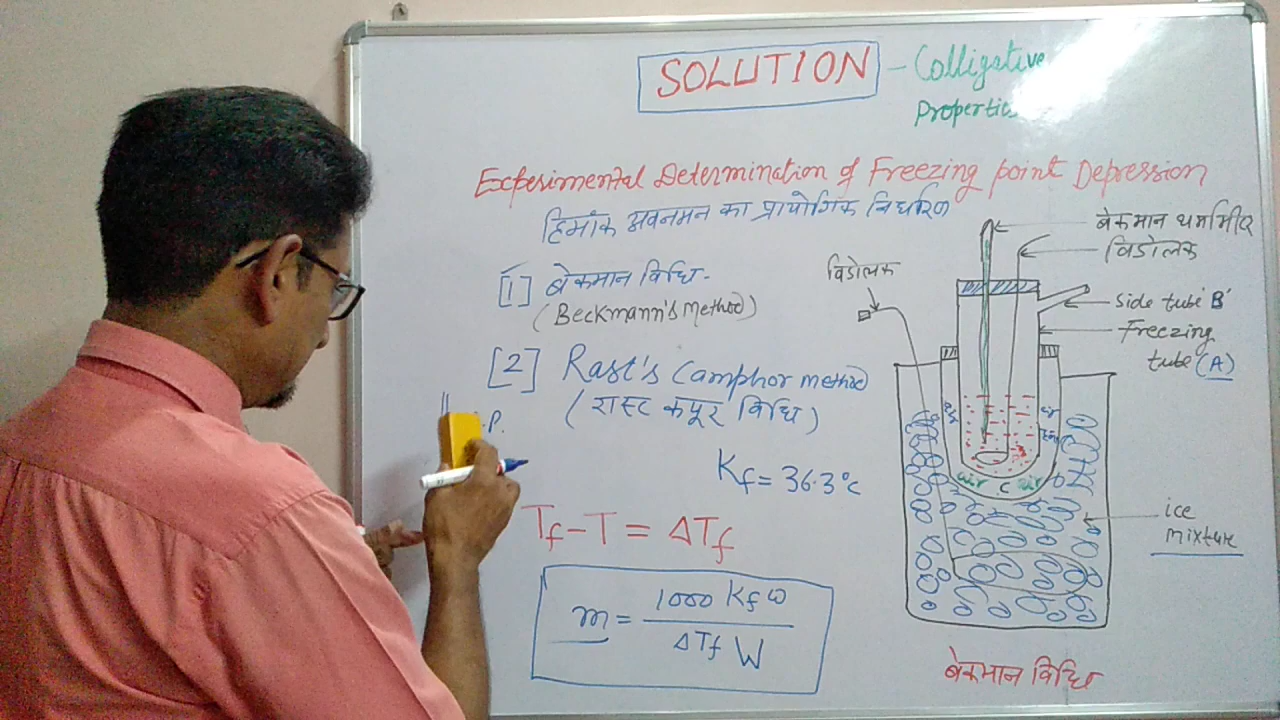 SOLUTION - Colligative
Properties
Experimental Determination of Freezing point Depression
हिमांक अवनमन का प्रायोगिक निर्धारण
[1] बेकमान विधि -
(Beckmann's Method)
[2] Rast's Camphor method
(रास्ट कपूर विधि)
.P.
Kf = 36.3°c
Tf - T = ΔTf
m = 1000 Kf ω / ΔTf W
बेकमान थर्मामीटर
विडोलक
विडोलक
Side tube 'B'
Freezing
tube (A)
air C air
ice
mixture
बेकमान विधि